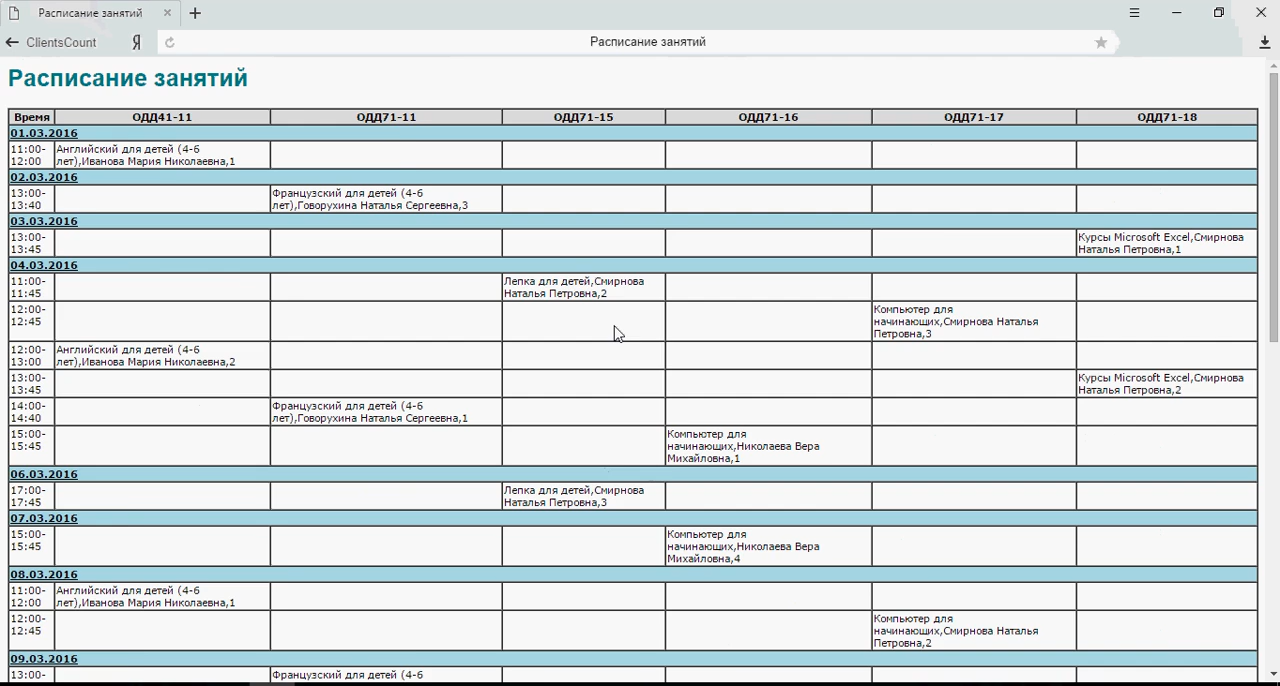 Расписание занятий
ClientsCount
Я
Расписание занятий
Расписание занятий
Время ОДД41-11 ОДД71-11 ОДД71-15 ОДД71-16 ОДД71-17 ОДД71-18
01.03.2016
11:00- Английский для детей (4-6
12:00 лет),Иванова Мария Николаевна,1
02.03.2016
13:00- Французский для детей (4-6
13:40 лет),Говорухина Наталья Сергеевна,3
03.03.2016
13:00- Курсы Microsoft Excel,Смирнова
13:45 Наталья Петровна,1
04.03.2016
11:00- Лепка для детей,Смирнова
11:45 Наталья Петровна,2
12:00- Компьютер для
12:45 начинающих,Смирнова Наталья
Петровна,3
12:00- Английский для детей (4-6
13:00 лет),Иванова Мария Николаевна,2
13:00- Курсы Microsoft Excel,Смирнова
13:45 Наталья Петровна,2
14:00- Французский для детей (4-6
14:40 лет),Говорухина Наталья Сергеевна,1
15:00- Компьютер для
15:45 начинающих,Николаева Вера
Михайловна,1
06.03.2016
17:00- Лепка для детей,Смирнова
17:45 Наталья Петровна,3
07.03.2016
15:00- Компьютер для
15:45 начинающих,Николаева Вера
Михайловна,4
08.03.2016
11:00- Английский для детей (4-6
12:00 лет),Иванова Мария Николаевна,1
12:00- Компьютер для
12:45 начинающих,Смирнова Наталья
Петровна,2
09.03.2016
13:00- Французский для детей (4-6